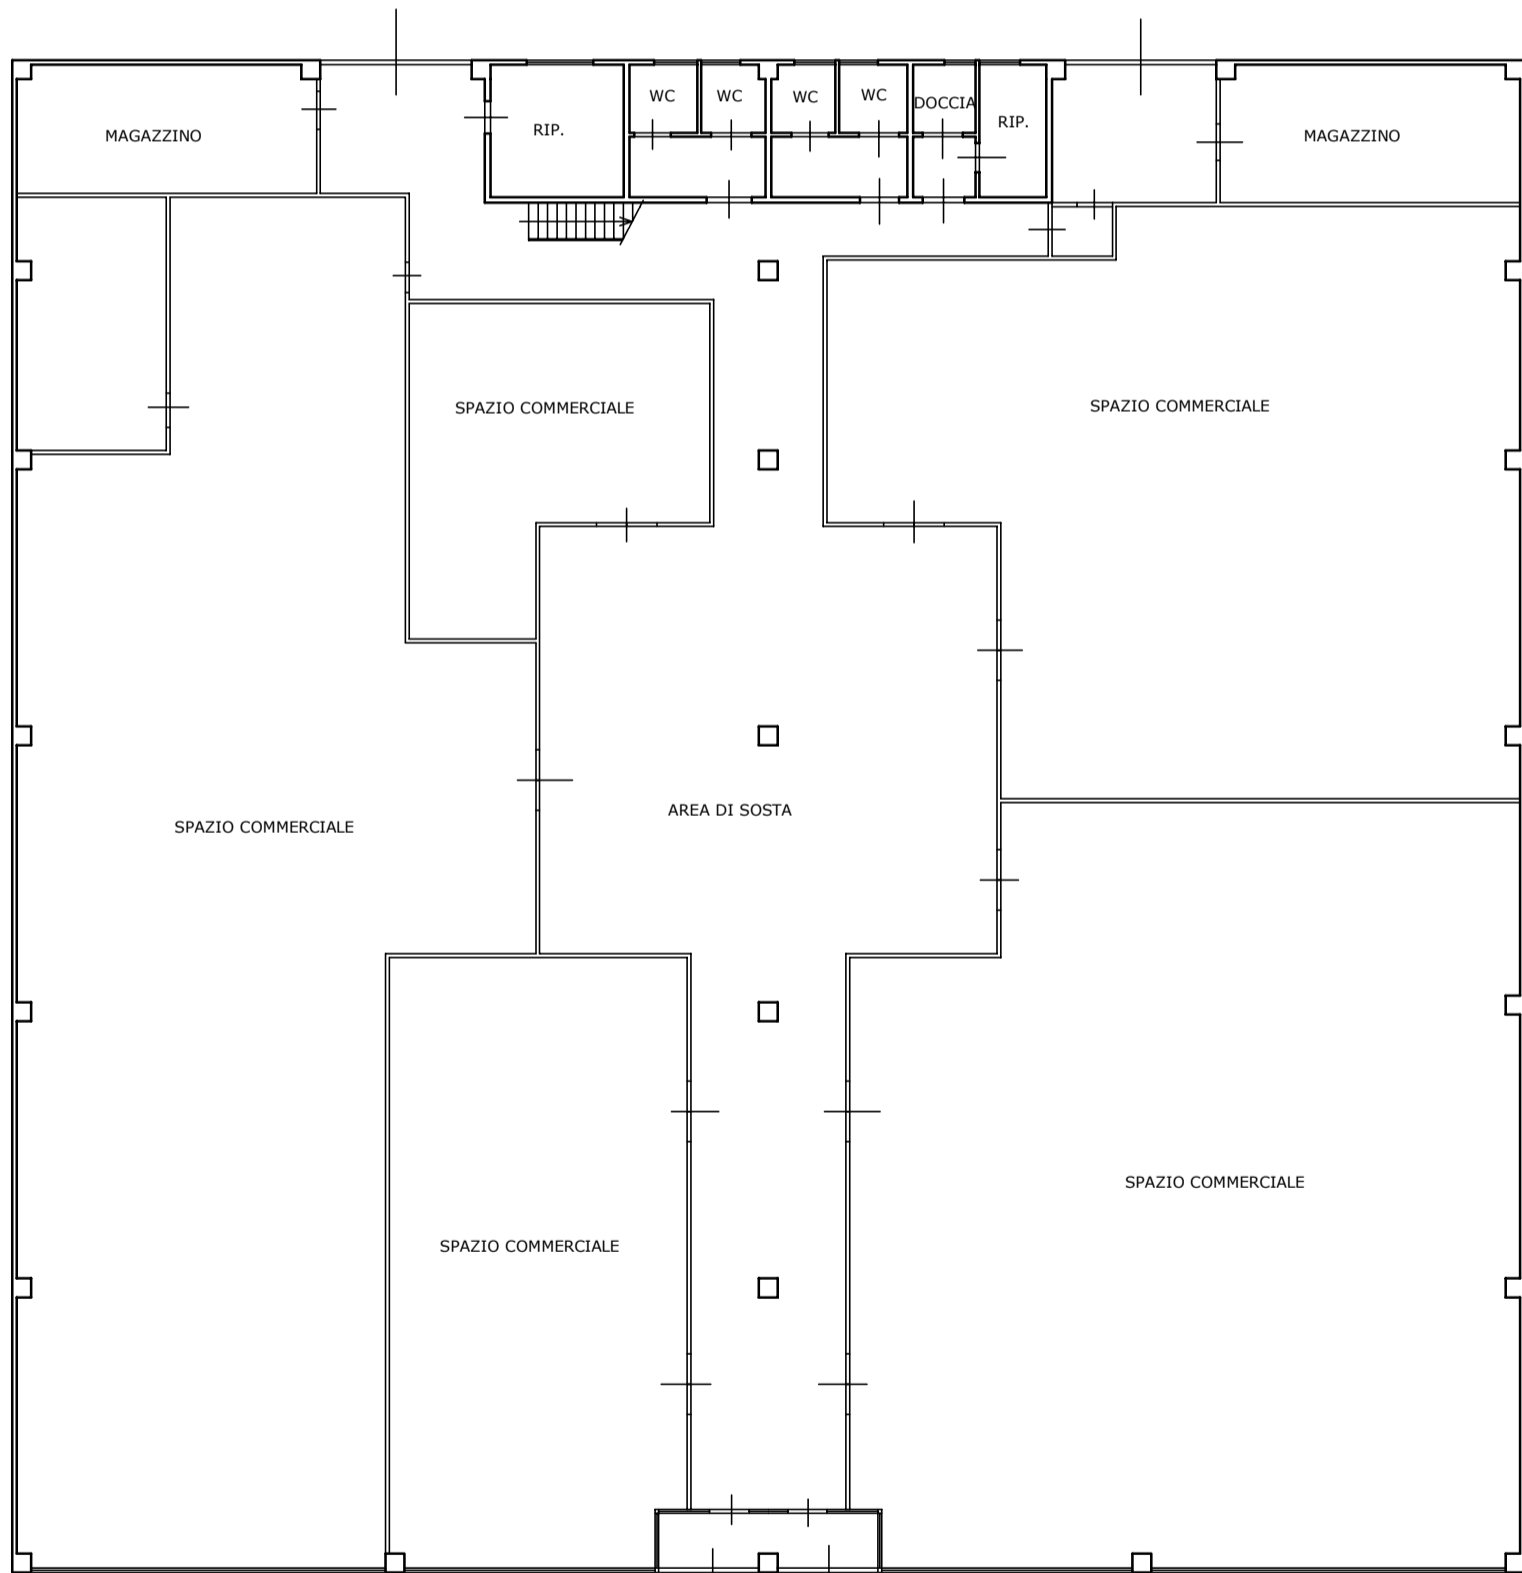 WC
WC
WC
WC
DOCCIA
RIP.
RIP.
MAGAZZINO
MAGAZZINO
SPAZIO COMMERCIALE
SPAZIO COMMERCIALE
AREA DI SOSTA
SPAZIO COMMERCIALE
SPAZIO COMMERCIALE
SPAZIO COMMERCIALE